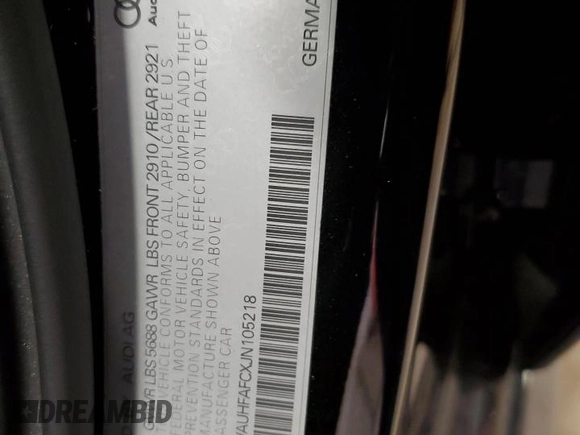 Aud
AUDI AG
GVWR LBS 5688 GAWR LBS FRONT 2910 /REAR 2921
VEHICLE CONFORMS TO ALL APPLICABLE U.S.
FEDERAL MOTOR VEHICLE SAFETY, BUMPER AND THEFT
PREVENTION STANDARDS IN EFFECT ON THE DATE OF
MANUFACTURE SHOWN ABOVE
PASSENGER CAR
GERMA
WAUHFAFCXJN105218
DREAMBID